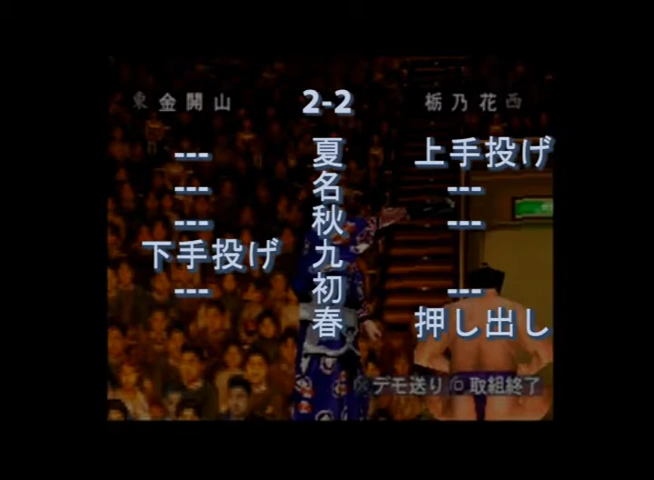 東 金開山 2-2 栃乃花 西
--- 夏 上手投げ
--- 名 ---
--- 秋 ---
下手投げ 九
--- 初 ---
春 押し出し
デモ送り 取組終了